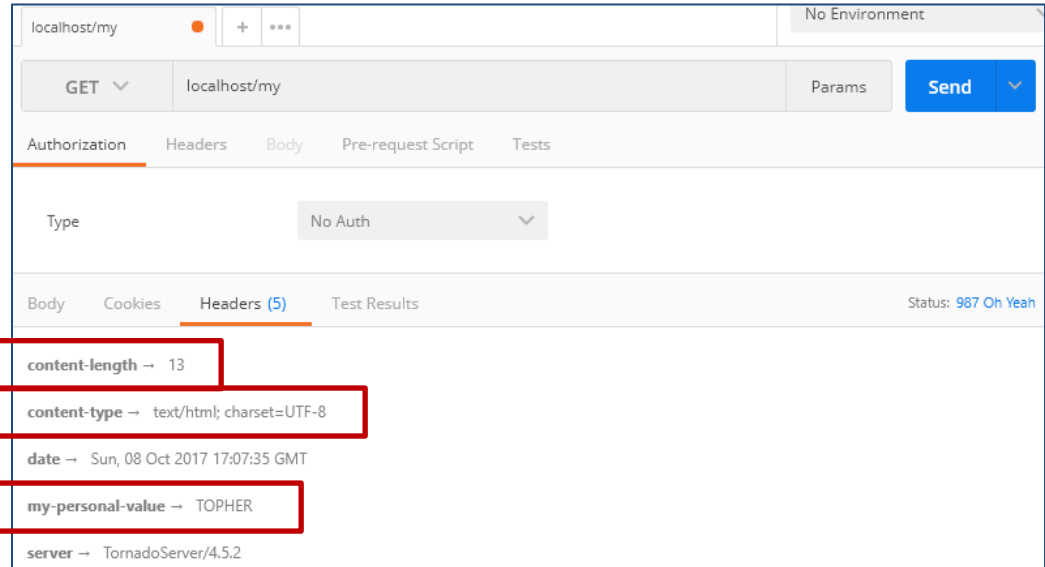 localhost/my
+
•••
No Environment
GET
localhost/my
Params
Send
Authorization Headers Body Pre-request Script Tests
Type
No Auth
Body Cookies Headers (5) Test Results
Status: 987 Oh Yeah
content-length → 13
content-type → text/html; charset=UTF-8
date → Sun, 08 Oct 2017 17:07:35 GMT
my-personal-value → TOPHER
server → TornadoServer/4.5.2